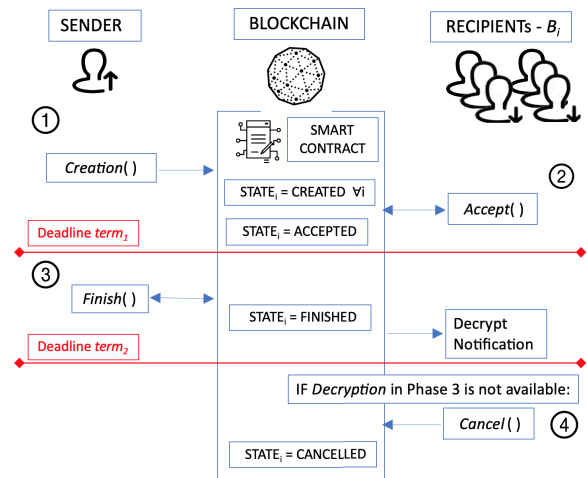 SENDER
BLOCKCHAIN
RECIPIENTs - Bi
1
SMART
CONTRACT
Creation( )
2
STATEi = CREATED ∀i
Accept( )
STATEi = ACCEPTED
Deadline term1
3
Finish( )
STATEi = FINISHED
Decrypt
Notification
Deadline term2
IF Decryption in Phase 3 is not available:
Cancel( )
4
STATEi = CANCELLED